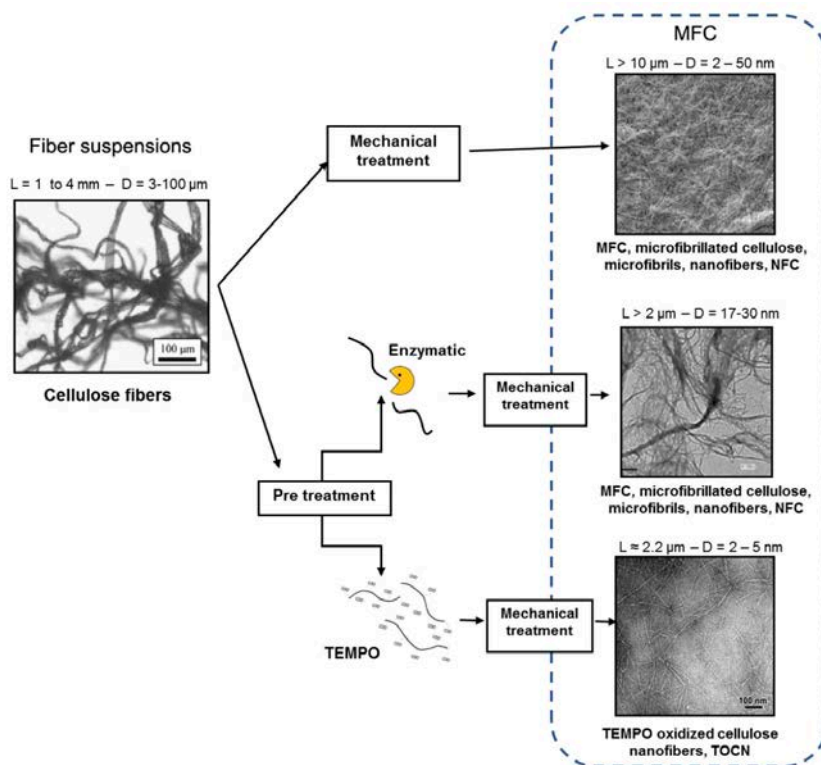 MFC
L > 10 µm – D = 2 – 50 nm
Mechanical
treatment
MFC, microfibrillated cellulose,
microfibrils, nanofibers, NFC
Fiber suspensions
L = 1 to 4 mm – D = 3-100 µm
100 µm
Cellulose fibers
L > 2 µm – D = 17-30 nm
Enzymatic
Mechanical
treatment
MFC, microfibrillated cellulose,
microfibrils, nanofibers, NFC
Pre treatment
L ≈ 2.2 µm – D = 2 – 5 nm
TEMPO
Mechanical
treatment
100 nm
TEMPO oxidized cellulose
nanofibers, TOCN